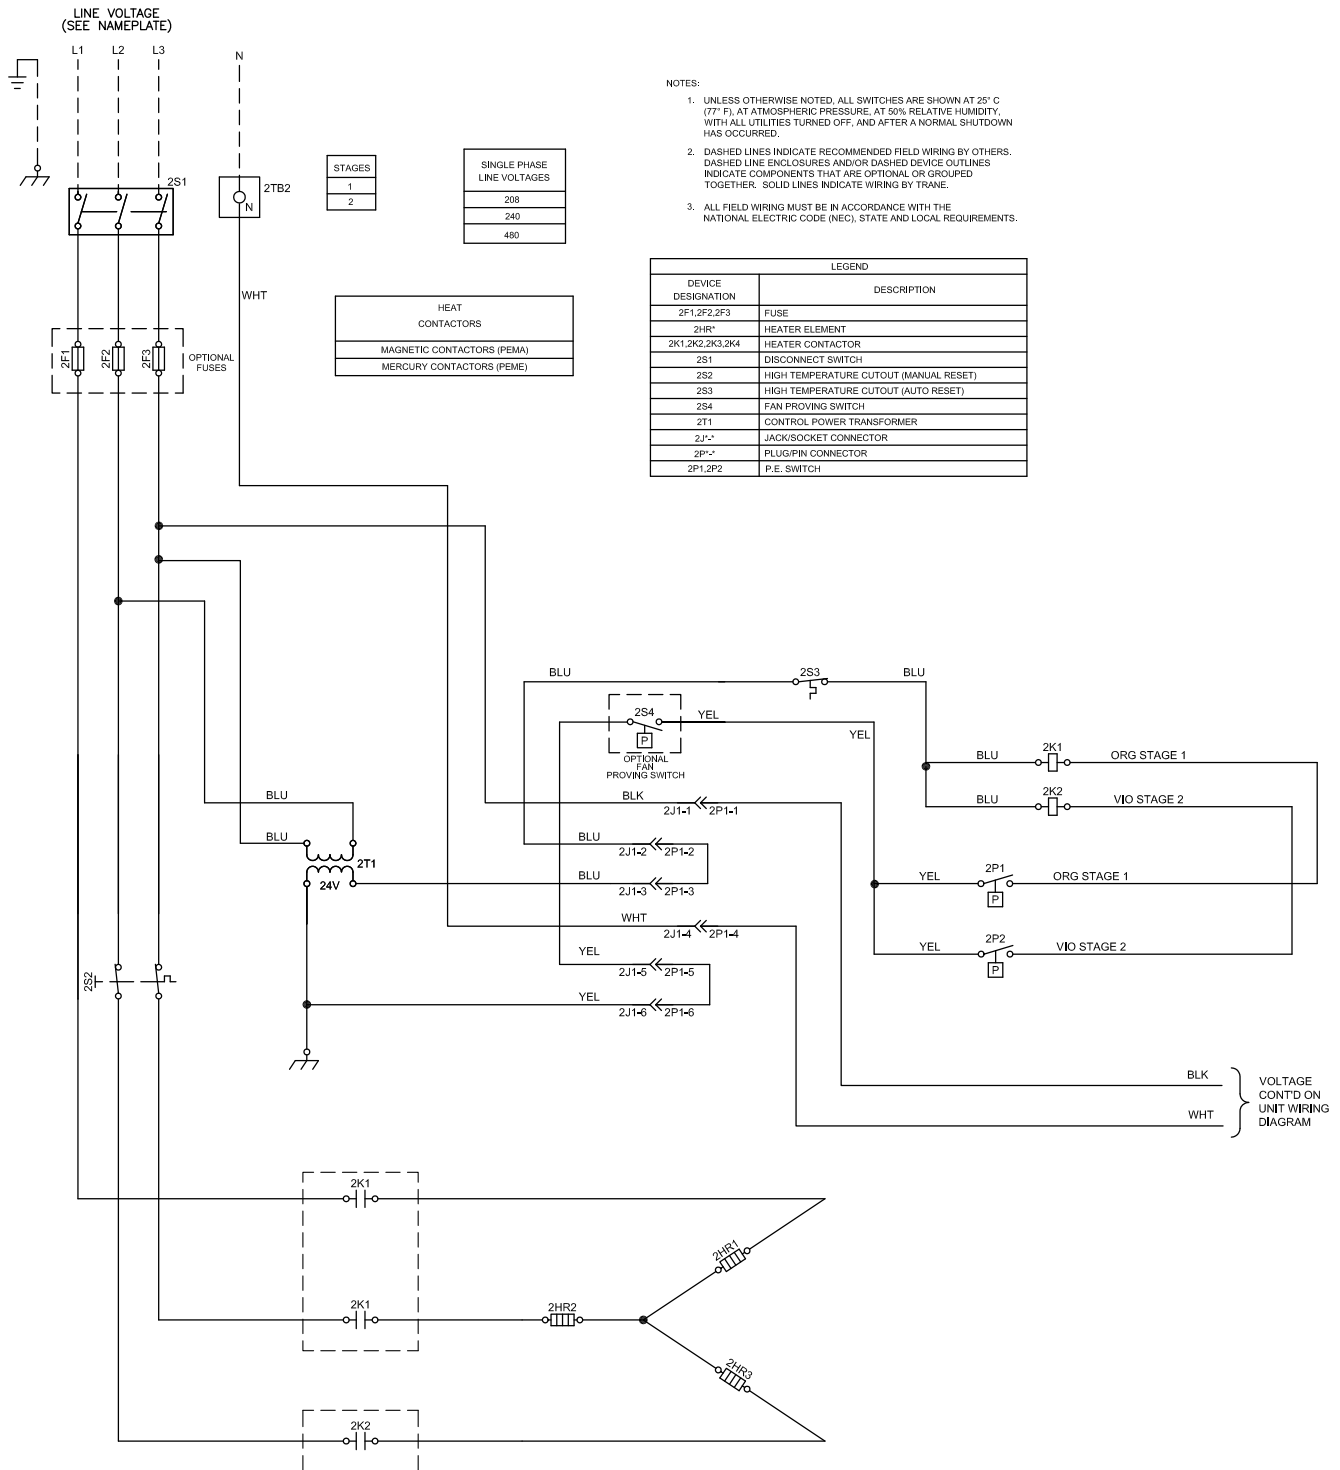 LINE VOLTAGE
(SEE NAMEPLATE)
L1 L2 L3
N
NOTES:
1. UNLESS OTHERWISE NOTED, ALL SWITCHES ARE SHOWN AT 25° C
(77° F), AT ATMOSPHERIC PRESSURE, AT 50% RELATIVE HUMIDITY,
WITH ALL UTILITIES TURNED OFF, AND AFTER A NORMAL SHUTDOWN
HAS OCCURRED.
2. DASHED LINES INDICATE RECOMMENDED FIELD WIRING BY OTHERS.
DASHED LINE ENCLOSURES AND/OR DASHED DEVICE OUTLINES
INDICATE COMPONENTS THAT ARE OPTIONAL OR GROUPED
TOGETHER. SOLID LINES INDICATE WIRING BY TRANE.
3. ALL FIELD WIRING MUST BE IN ACCORDANCE WITH THE
NATIONAL ELECTRIC CODE (NEC), STATE AND LOCAL REQUIREMENTS.
2S1
2TB2
N
STAGES
1
2
SINGLE PHASE
LINE VOLTAGES
208
240
480
WHT
HEAT
CONTACTORS
MAGNETIC CONTACTORS (PEMA)
MERCURY CONTACTORS (PEME)
LEGEND
DEVICE
DESIGNATION
DESCRIPTION
2F1,2F2,2F3 FUSE
2HR* HEATER ELEMENT
2K1,2K2,2K3,2K4 HEATER CONTACTOR
2S1 DISCONNECT SWITCH
2S2 HIGH TEMPERATURE CUTOUT (MANUAL RESET)
2S3 HIGH TEMPERATURE CUTOUT (AUTO RESET)
2S4 FAN PROVING SWITCH
2T1 CONTROL POWER TRANSFORMER
2J*-* JACK/SOCKET CONNECTOR
2P*-* PLUG/PIN CONNECTOR
2P1,2P2 P.E. SWITCH
2F1 2F2 2F3
OPTIONAL
FUSES
BLU 2S3 BLU
2S4 YEL
P
YEL
OPTIONAL
FAN
PROVING SWITCH
BLU 2K1 ORG STAGE 1
BLU 2K2 VIO STAGE 2
BLU
BLK 2J1-1 2P1-1
BLU
BLU 2J1-2 2P1-2
2T1
24V
BLU 2J1-3 2P1-3
YEL 2P1 ORG STAGE 1
P
WHT 2J1-4 2P1-4
YEL 2P2 VIO STAGE 2
P
YEL 2J1-5 2P1-5
2S2
YEL 2J1-6 2P1-6
BLK
WHT
VOLTAGE
CONT'D ON
UNIT WIRING
DIAGRAM
2K1
2HR1
2K1
2HR2
2HR3
2K2